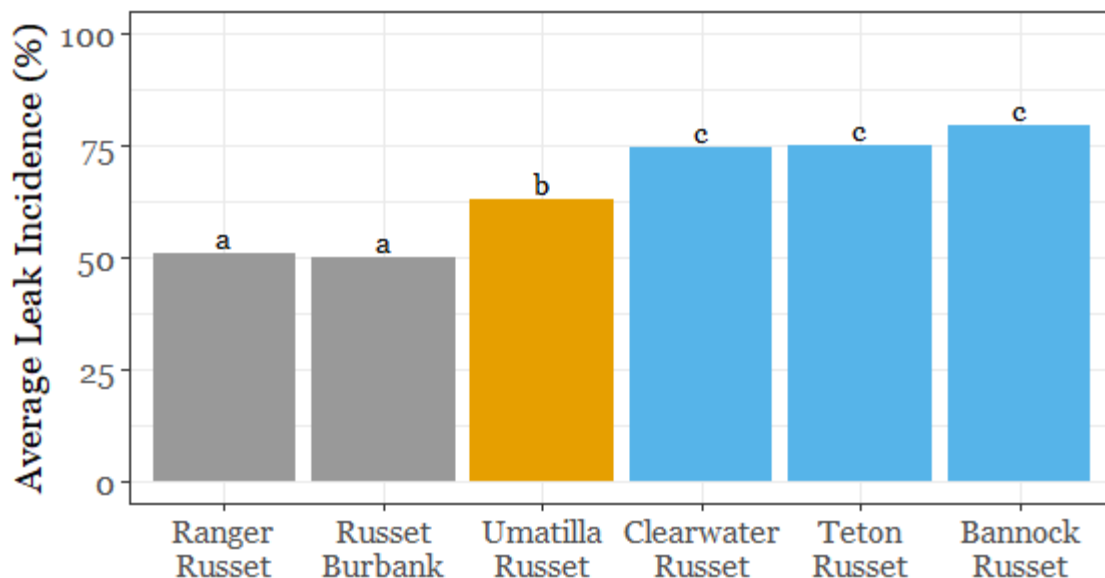 Average Leak Incidence (%)
100
75
50
25
0
a
a
b
c
c
c
Ranger
Russet
Russet
Burbank
Umatilla
Russet
Clearwater
Russet
Teton
Russet
Bannock
Russet